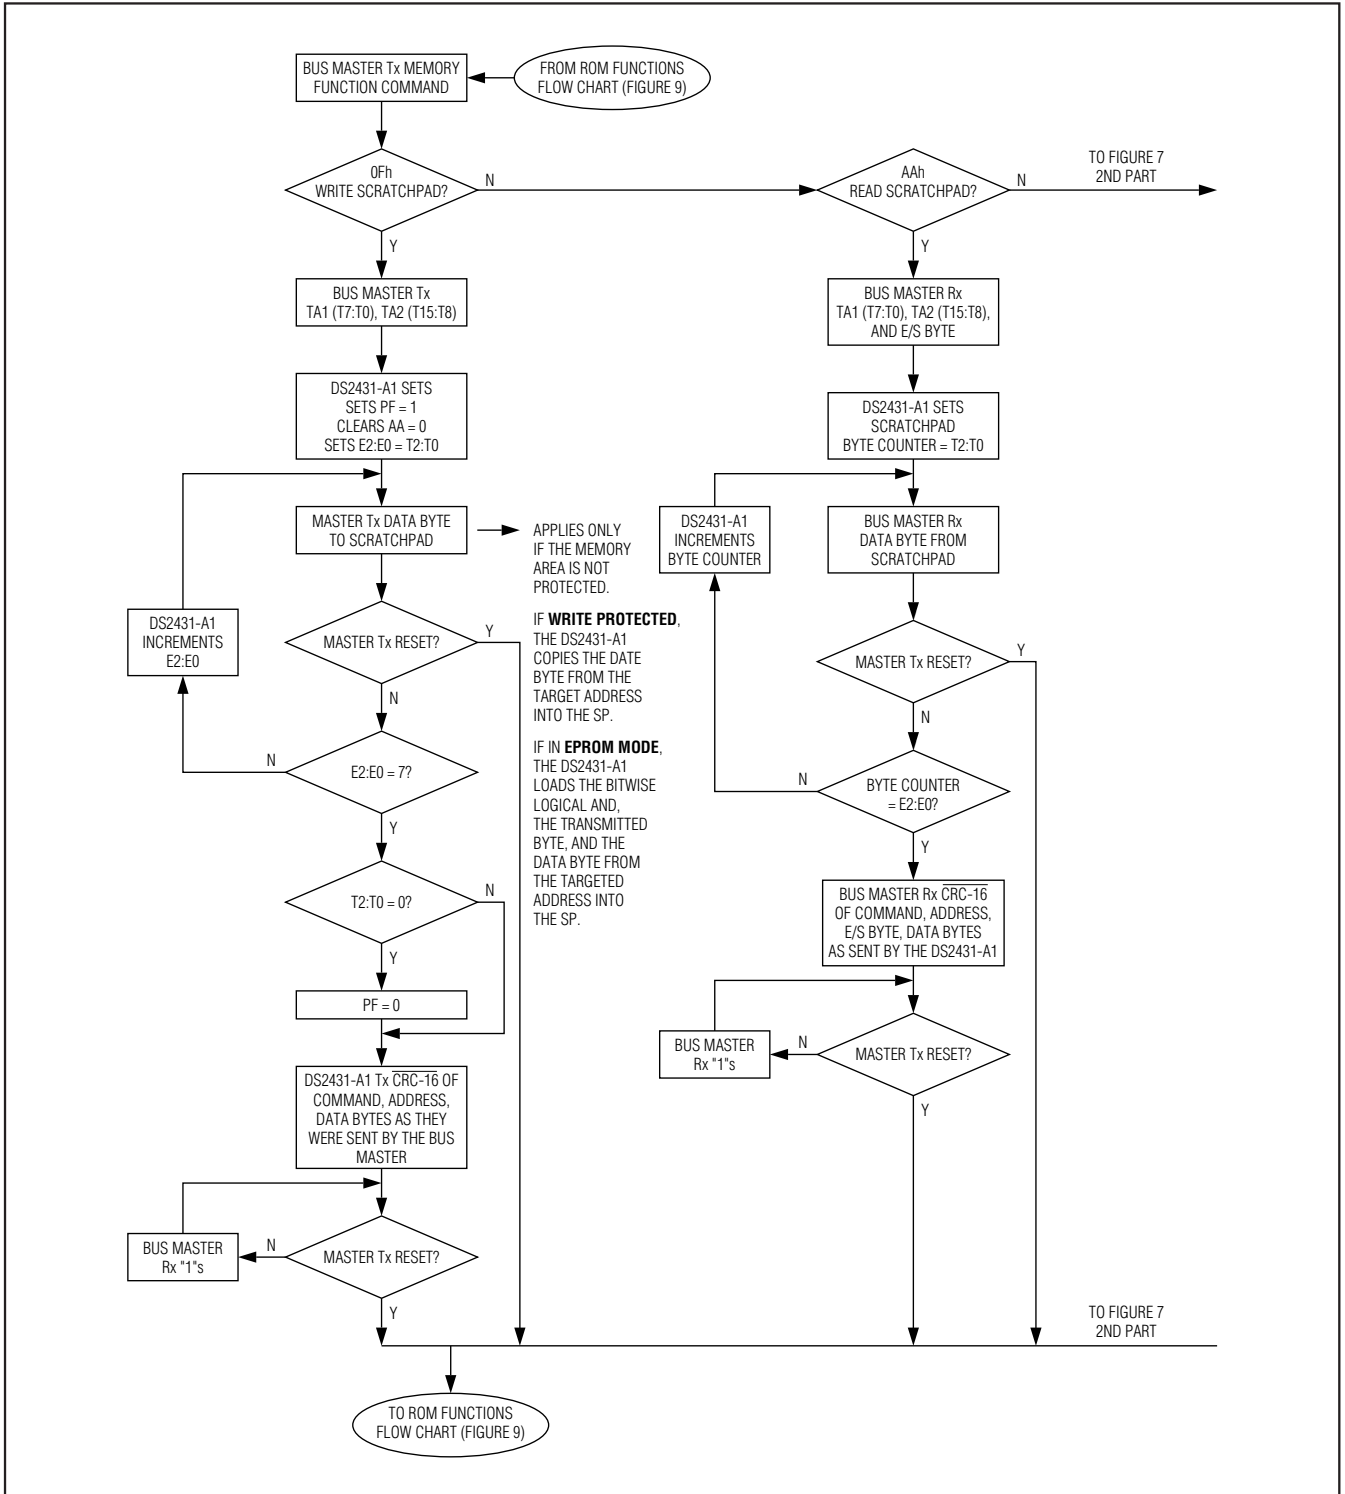 BUS MASTER Tx MEMORY
FUNCTION COMMAND
FROM ROM FUNCTIONS
FLOW CHART (FIGURE 9)
0Fh
WRITE SCRATCHPAD?
N
Y
AAh
READ SCRATCHPAD?
N
Y
TO FIGURE 7
2ND PART
BUS MASTER Tx
TA1 (T7:T0), TA2 (T15:T8)
DS2431-A1 SETS
SETS PF = 1
CLEARS AA = 0
SETS E2:E0 = T2:T0
MASTER Tx DATA BYTE
TO SCRATCHPAD
APPLIES ONLY
IF THE MEMORY
AREA IS NOT
PROTECTED.
IF WRITE PROTECTED,
THE DS2431-A1
COPIES THE DATE
BYTE FROM THE
TARGET ADDRESS
INTO THE SP.
IF IN EPROM MODE,
THE DS2431-A1
LOADS THE BITWISE
LOGICAL AND,
THE TRANSMITTED
BYTE, AND THE
DATA BYTE FROM
THE TARGETED
ADDRESS INTO
THE SP.
DS2431-A1
INCREMENTS
E2:E0
MASTER Tx RESET?
Y
N
E2:E0 = 7?
N
Y
T2:T0 = 0?
N
Y
PF = 0
DS2431-A1 Tx CRC-16 OF
COMMAND, ADDRESS,
DATA BYTES AS THEY
WERE SENT BY THE BUS
MASTER
BUS MASTER
Rx "1"s
N
MASTER Tx RESET?
Y
BUS MASTER Rx
TA1 (T7:T0), TA2 (T15:T8),
AND E/S BYTE
DS2431-A1 SETS
SCRATCHPAD
BYTE COUNTER = T2:T0
DS2431-A1
INCREMENTS
BYTE COUNTER
BUS MASTER Rx
DATA BYTE FROM
SCRATCHPAD
MASTER Tx RESET?
Y
N
BYTE COUNTER
= E2:E0?
N
Y
BUS MASTER Rx CRC-16
OF COMMAND, ADDRESS,
E/S BYTE, DATA BYTES
AS SENT BY THE DS2431-A1
BUS MASTER
Rx "1"s
N
MASTER Tx RESET?
Y
TO FIGURE 7
2ND PART
TO ROM FUNCTIONS
FLOW CHART (FIGURE 9)